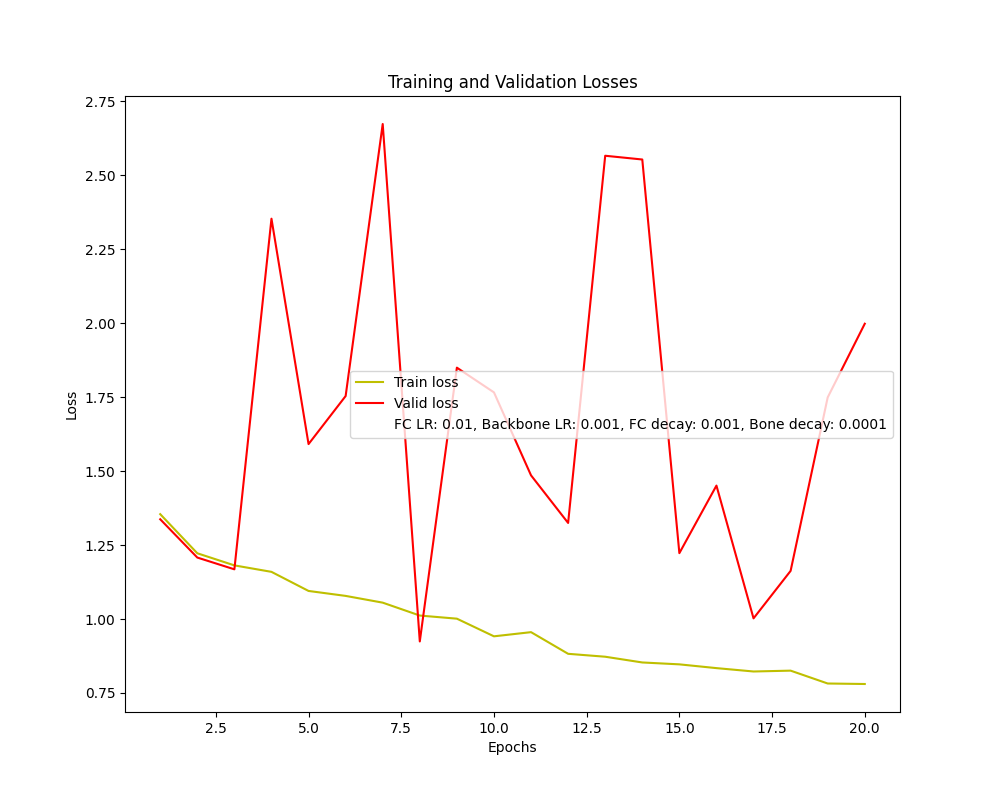 Training and Validation Losses
2.75
2.50
2.25
2.00
1.75
1.50
1.25
1.00
0.75
Loss
Train loss
Valid loss
FC LR: 0.01, Backbone LR: 0.001, FC decay: 0.001, Bone decay: 0.0001
2.5 5.0 7.5 10.0 12.5 15.0 17.5 20.0
Epochs